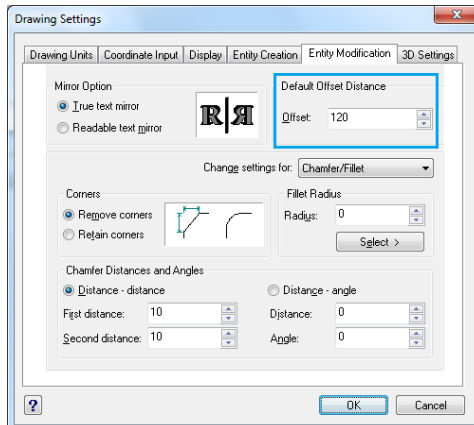 Drawing Settings
Drawing Units Coordinate Input Display Entity Creation Entity Modification 3D Settings
Mirror Option
True text mirror
Readable text mirror
R R
Default Offset Distance
Offset: 120
Change settings for: Chamfer/Fillet
Corners
Remove corners
Retain corners
Fillet Radius
Radius: 0
Select >
Chamfer Distances and Angles
Distance - distance
First distance: 10
Second distance: 10
Distance - angle
Distance: 0
Angle: 0
?
OK Cancel